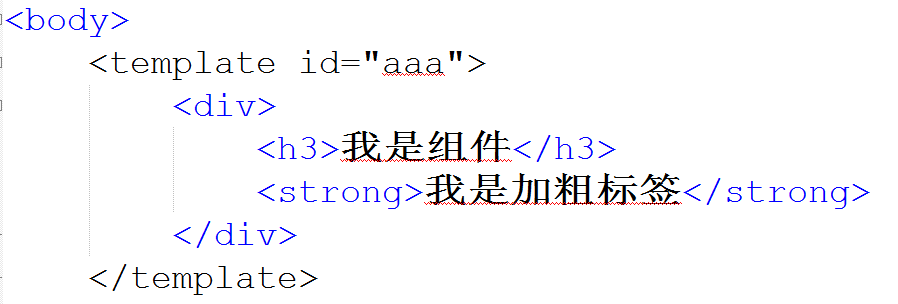 <body>
<template id="aaa">
<div>
<h3>我是组件</h3>
<strong>我是加粗标签</strong>
</div>
</template>